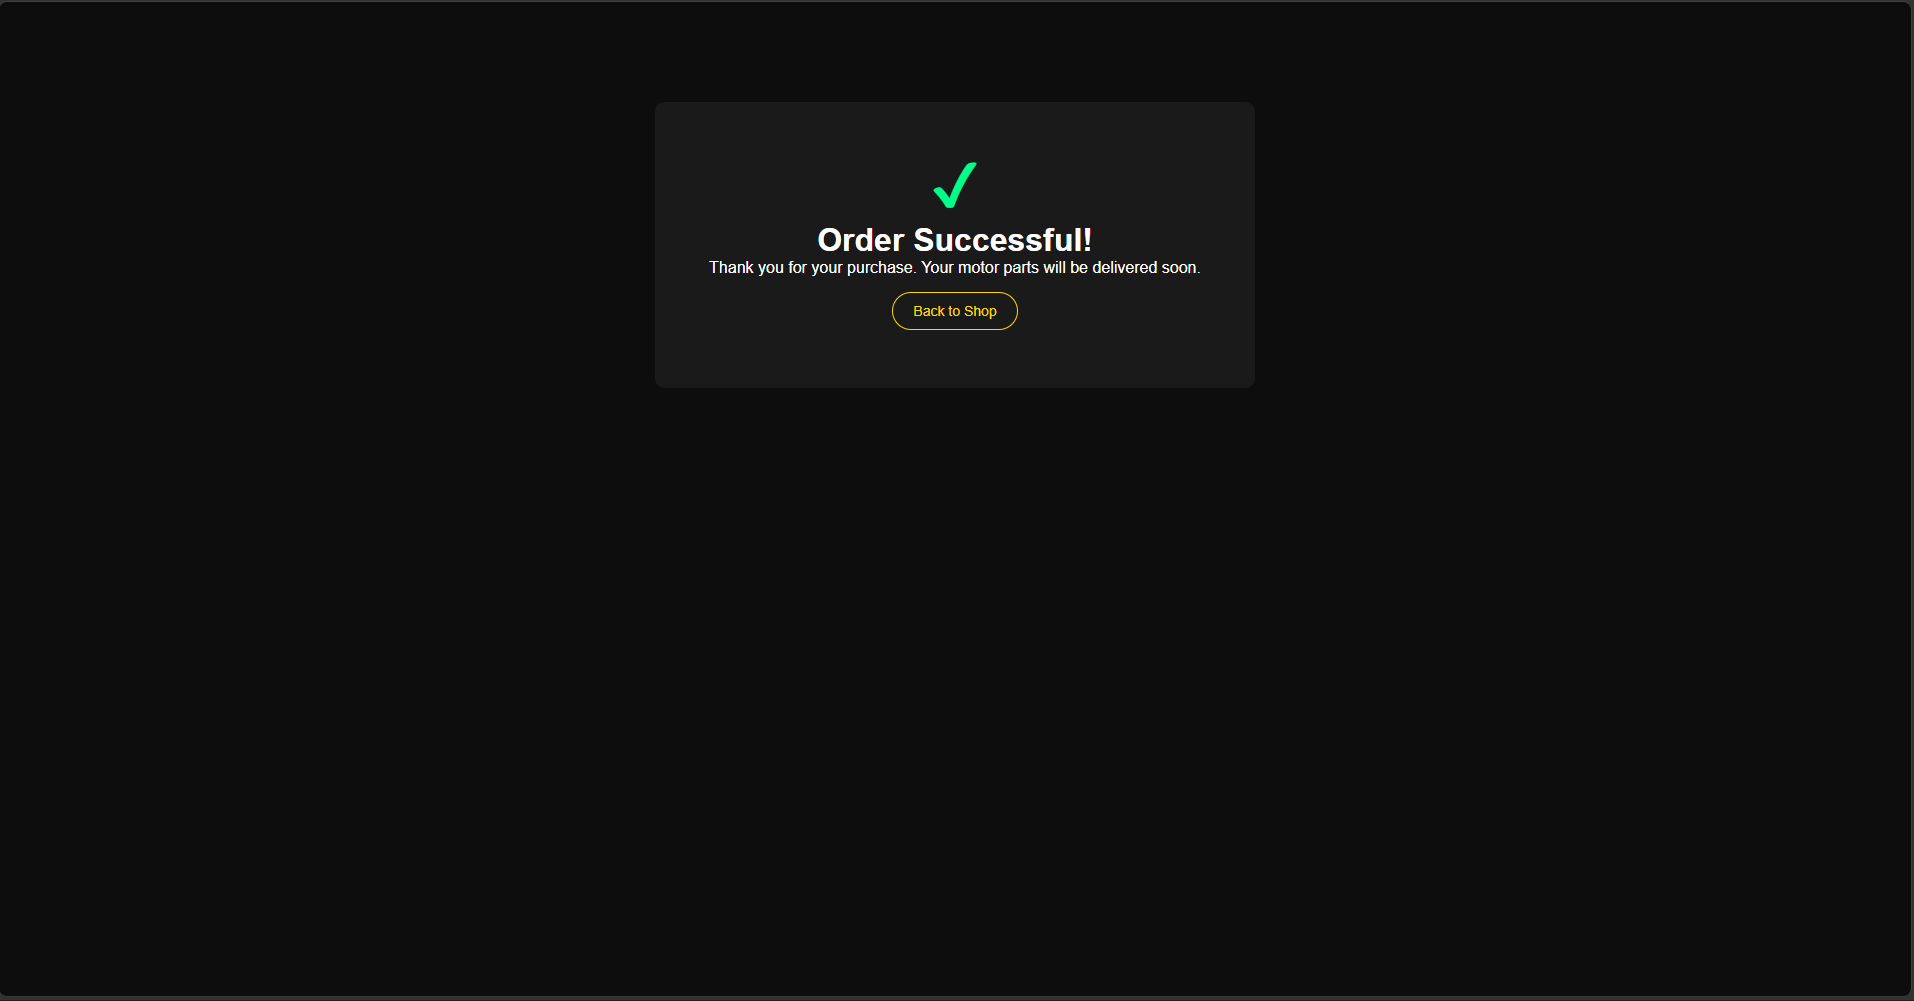 Order Successful!
Thank you for your purchase. Your motor parts will be delivered soon.
Back to Shop